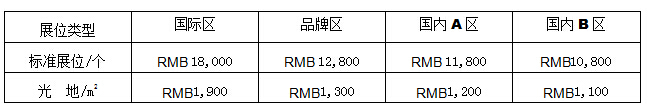 展位类型 国际区 品牌区 国内 A 区 国内 B 区
标准展位/个 RMB 18,000 RMB 12,800 RMB 11,800 RMB10,800
光 地/㎡ RMB1,900 RMB1,300 RMB1,200 RMB1,100